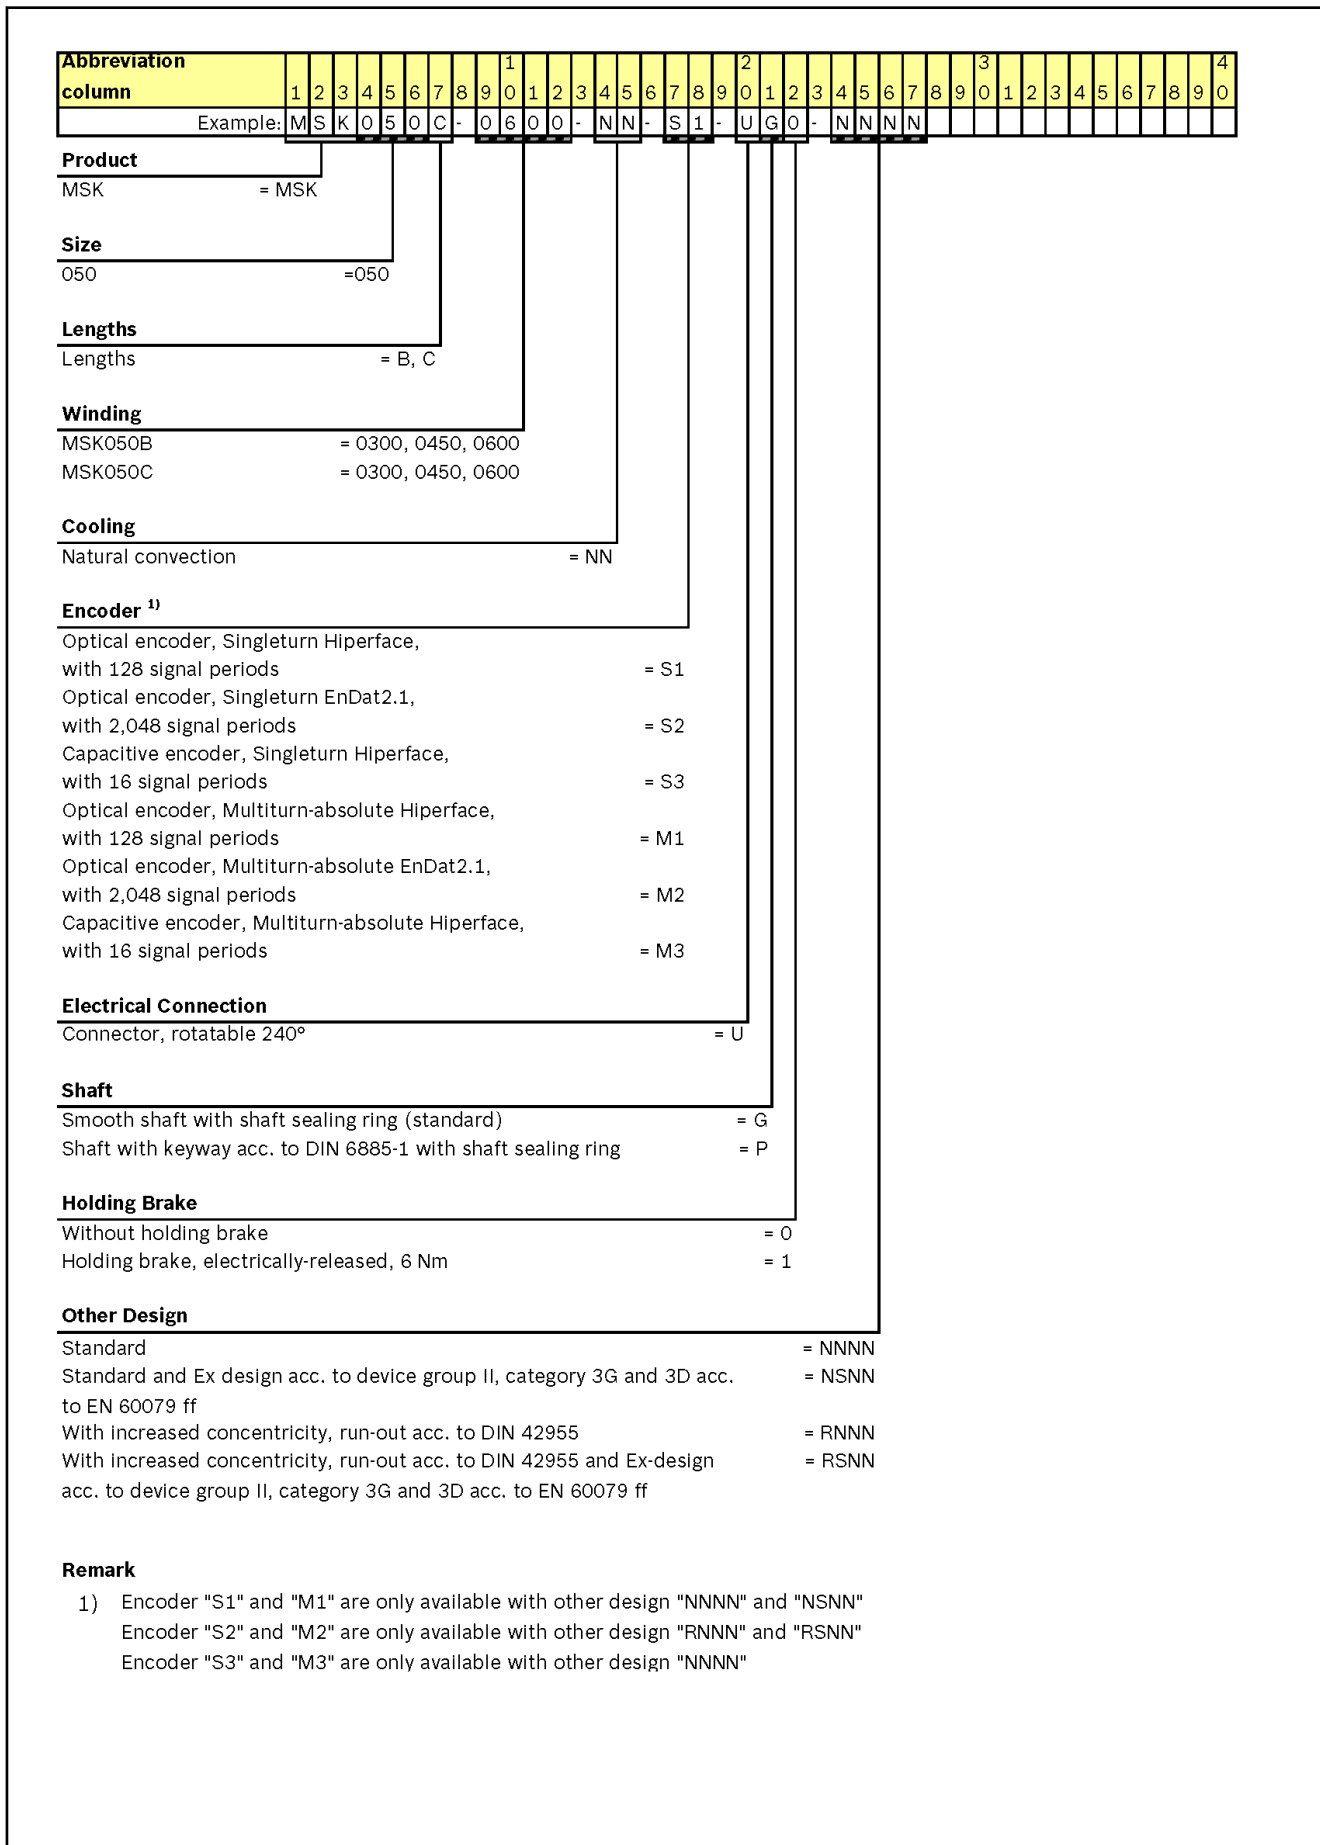 Abbreviation 1 2 3 4
column 1 2 3 4 5 6 7 8 9 0 1 2 3 4 5 6 7 8 9 0 1 2 3 4 5 6 7 8 9 0 1 2 3 4 5 6 7 8 9 0
Example: M S K 0 5 0 C - 0 6 0 0 - N N - S 1 - U G 0 - N N N N
Product
MSK = MSK
Size
050 =050
Lengths
Lengths = B, C
Winding
MSK050B = 0300, 0450, 0600
MSK050C = 0300, 0450, 0600
Cooling
Natural convection = NN
Encoder 1)
Optical encoder, Singleturn Hiperface,
with 128 signal periods = S1
Optical encoder, Singleturn EnDat2.1,
with 2,048 signal periods = S2
Capacitive encoder, Singleturn Hiperface,
with 16 signal periods = S3
Optical encoder, Multiturn-absolute Hiperface,
with 128 signal periods = M1
Optical encoder, Multiturn-absolute EnDat2.1,
with 2,048 signal periods = M2
Capacitive encoder, Multiturn-absolute Hiperface,
with 16 signal periods = M3
Electrical Connection
Connector, rotatable 240° = U
Shaft
Smooth shaft with shaft sealing ring (standard) = G
Shaft with keyway acc. to DIN 6885-1 with shaft sealing ring = P
Holding Brake
Without holding brake = 0
Holding brake, electrically-released, 6 Nm = 1
Other Design
Standard = NNNN
Standard and Ex design acc. to device group II, category 3G and 3D acc. = NSNN
to EN 60079 ff
With increased concentricity, run-out acc. to DIN 42955 = RNNN
With increased concentricity, run-out acc. to DIN 42955 and Ex-design = RSNN
acc. to device group II, category 3G and 3D acc. to EN 60079 ff
Remark
1) Encoder "S1" and "M1" are only available with other design "NNNN" and "NSNN"
Encoder "S2" and "M2" are only available with other design "RNNN" and "RSNN"
Encoder "S3" and "M3" are only available with other design "NNNN"